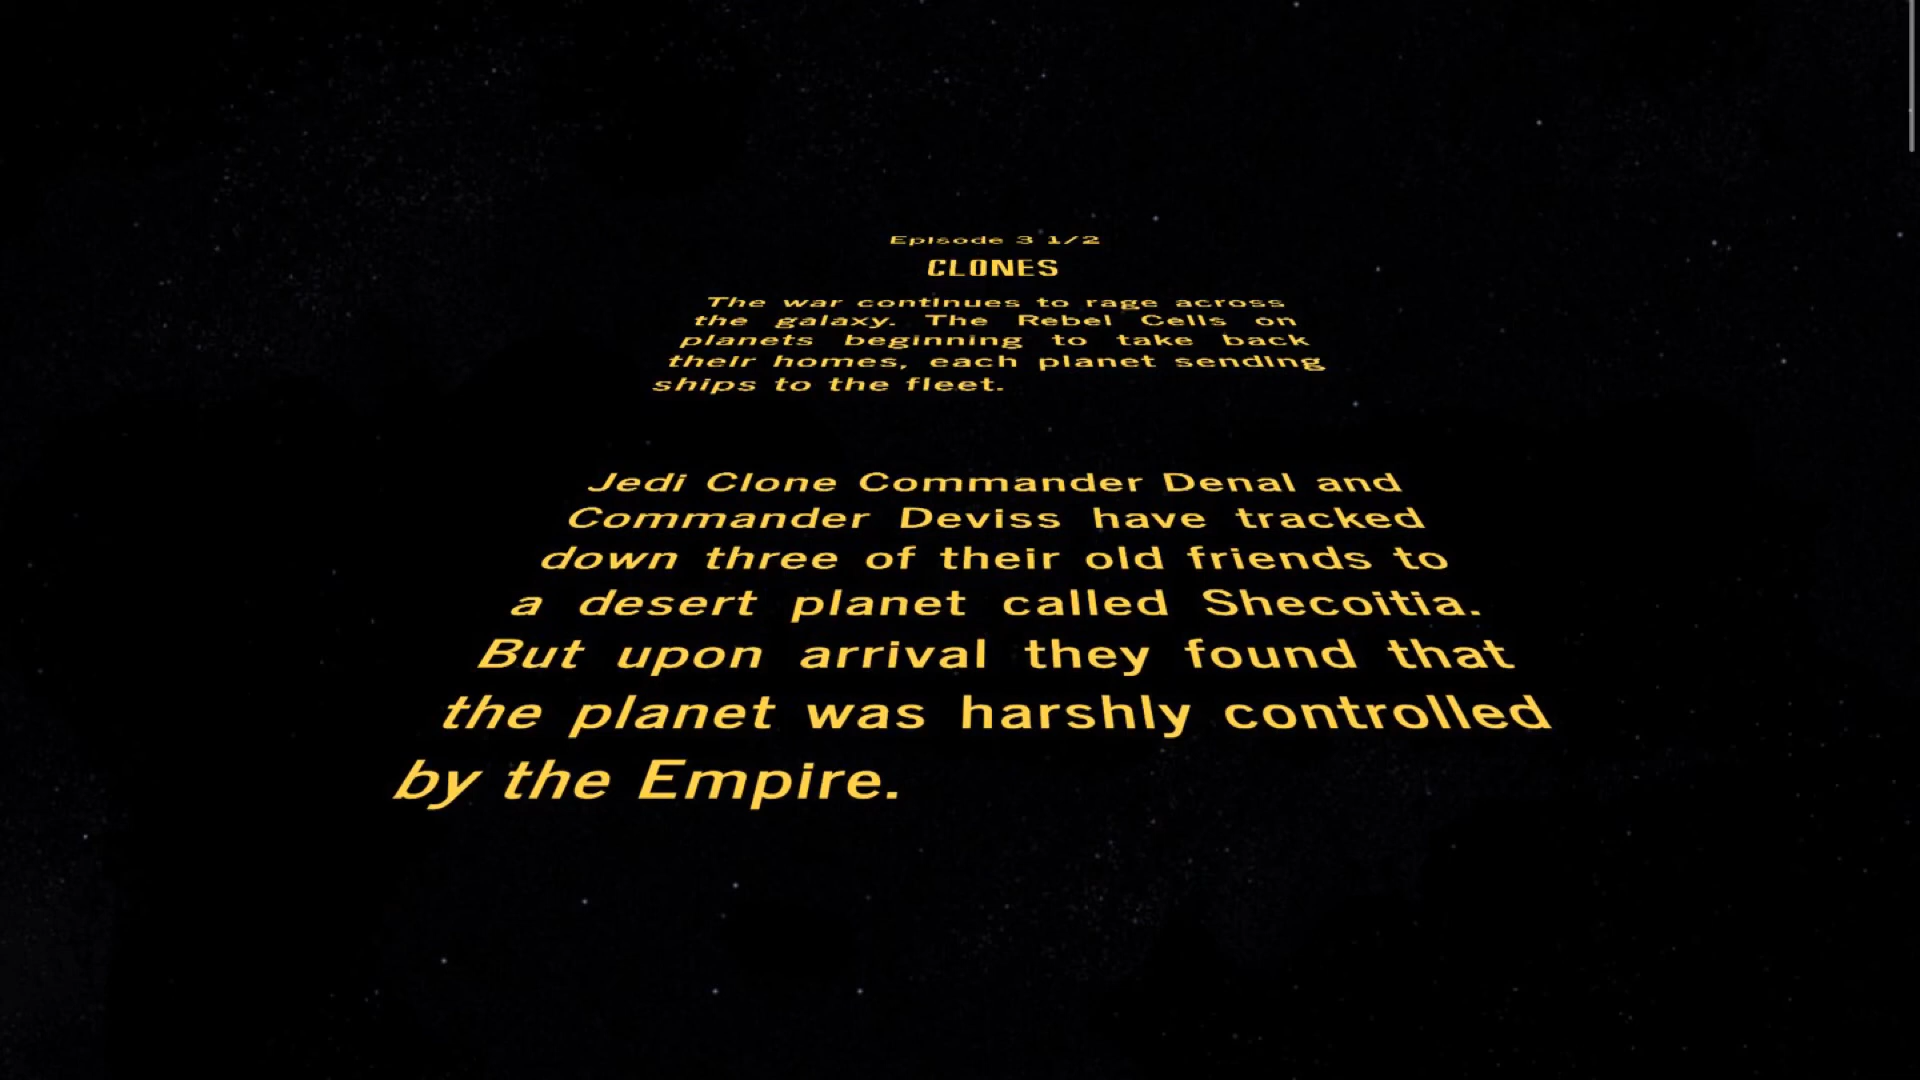 Episode 3 1/2
CLONES
The war continues to rage across
the galaxy. The Rebel Cells on
planets beginning to take back
their homes, each planet sending
ships to the fleet.
Jedi Clone Commander Denal and
Commander Deviss have tracked
down three of their old friends to
a desert planet called Shecoitia.
But upon arrival they found that
the planet was harshly controlled
by the Empire.